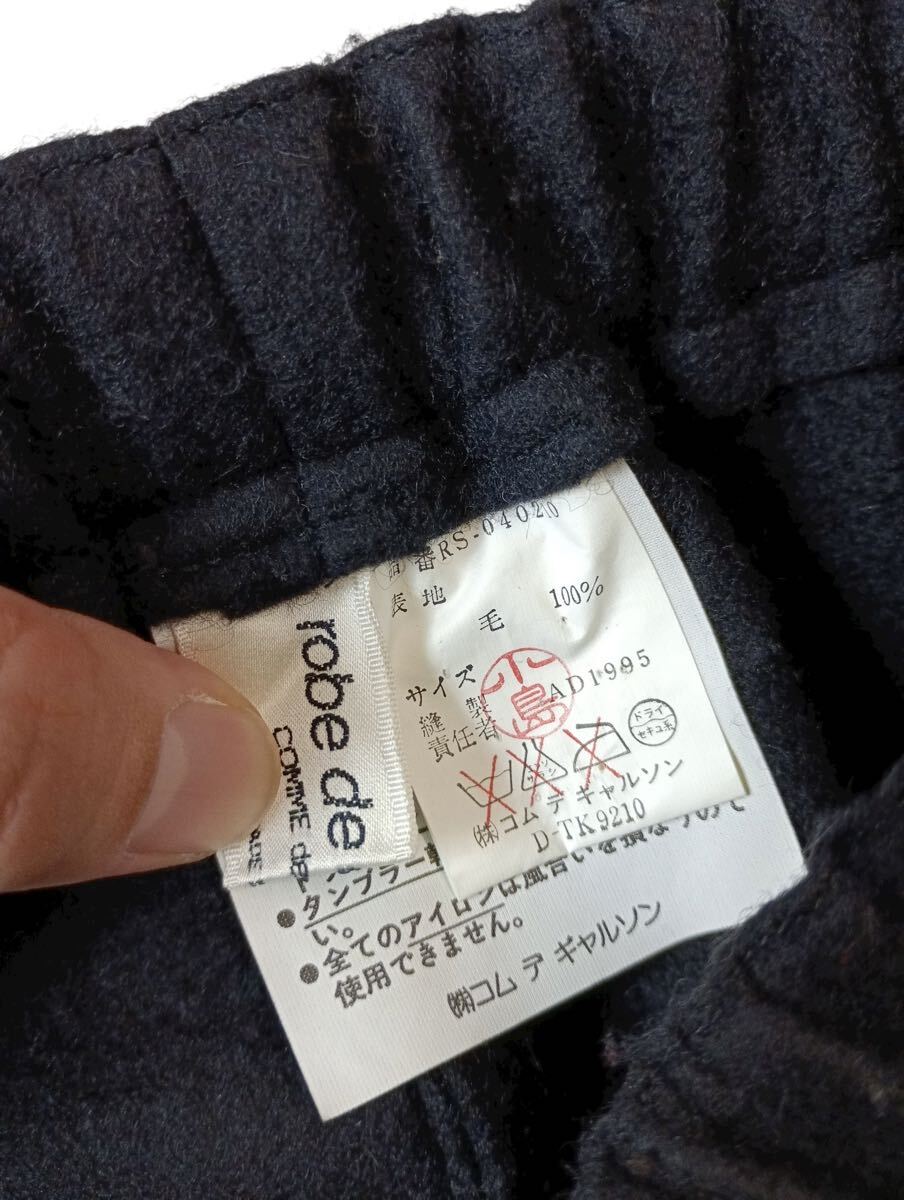 robe de
COMME de
品番RS-04020
表地 毛 100%
サイズ
縫製
責任者
小島
AD1995
ドライ
セキユ系
㈱コム デ ギャルソン
D-TK9210
●タンブラー乾
い。
●全てのアイロンは風合いを損なうので
使用できません。
㈱コム デ ギャルソン